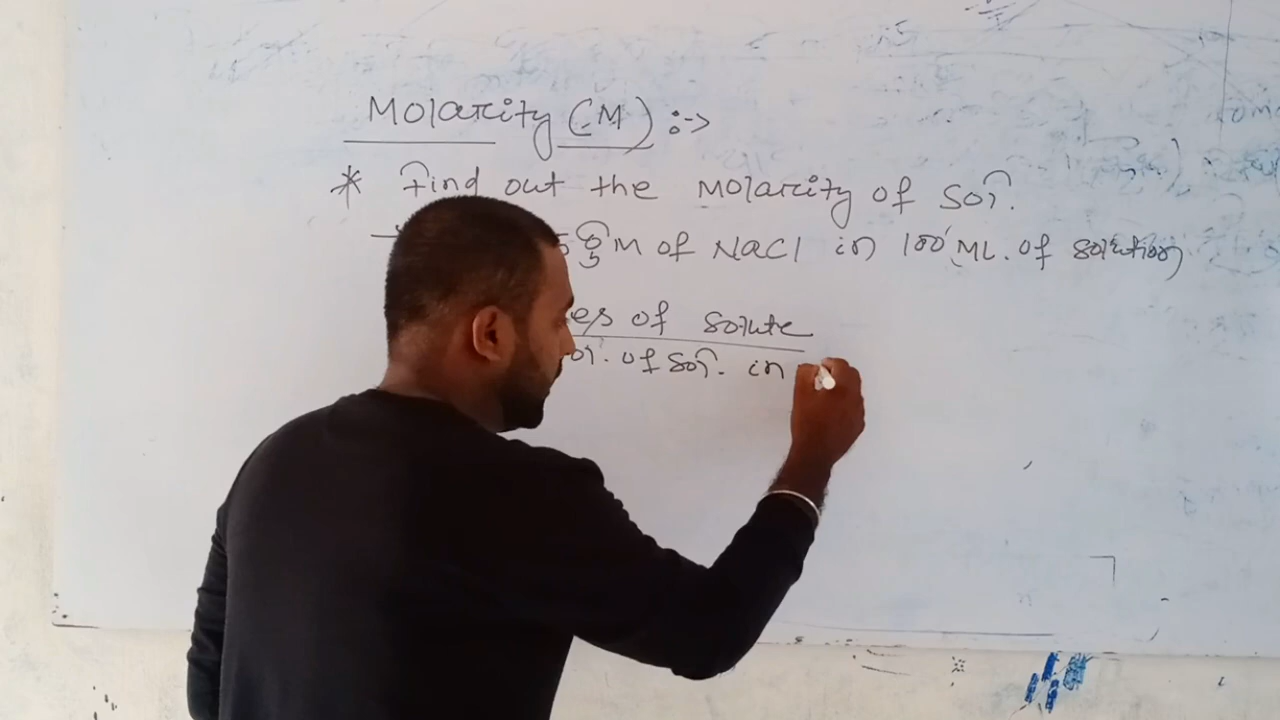 Molarity (M) :->
* Find out the Molarity of Sol.
gm of NaCl in 100 ML. of solution
es of solute
ol. of Sol. in